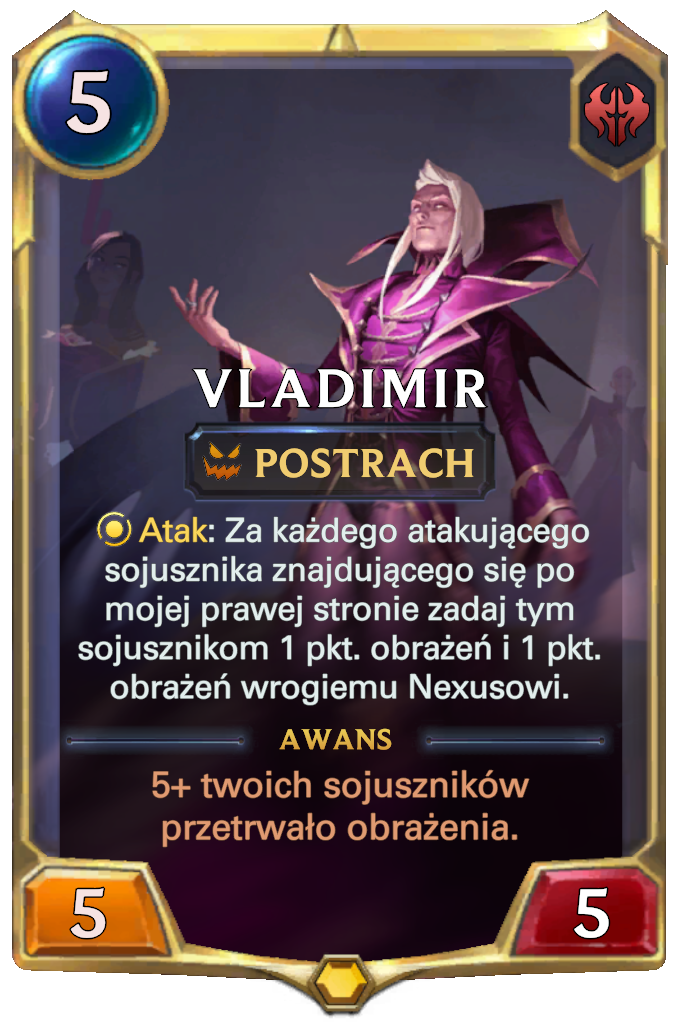 5
VLADIMIR
POSTRACH
Atak: Za każdego atakującego
sojusznika znajdującego się po
mojej prawej stronie zadaj tym
sojusznikom 1 pkt. obrażeń i 1 pkt.
obrażeń wrogiemu Nexusowi.
AWANS
5+ twoich sojuszników
przetrwało obrażenia.
5
5